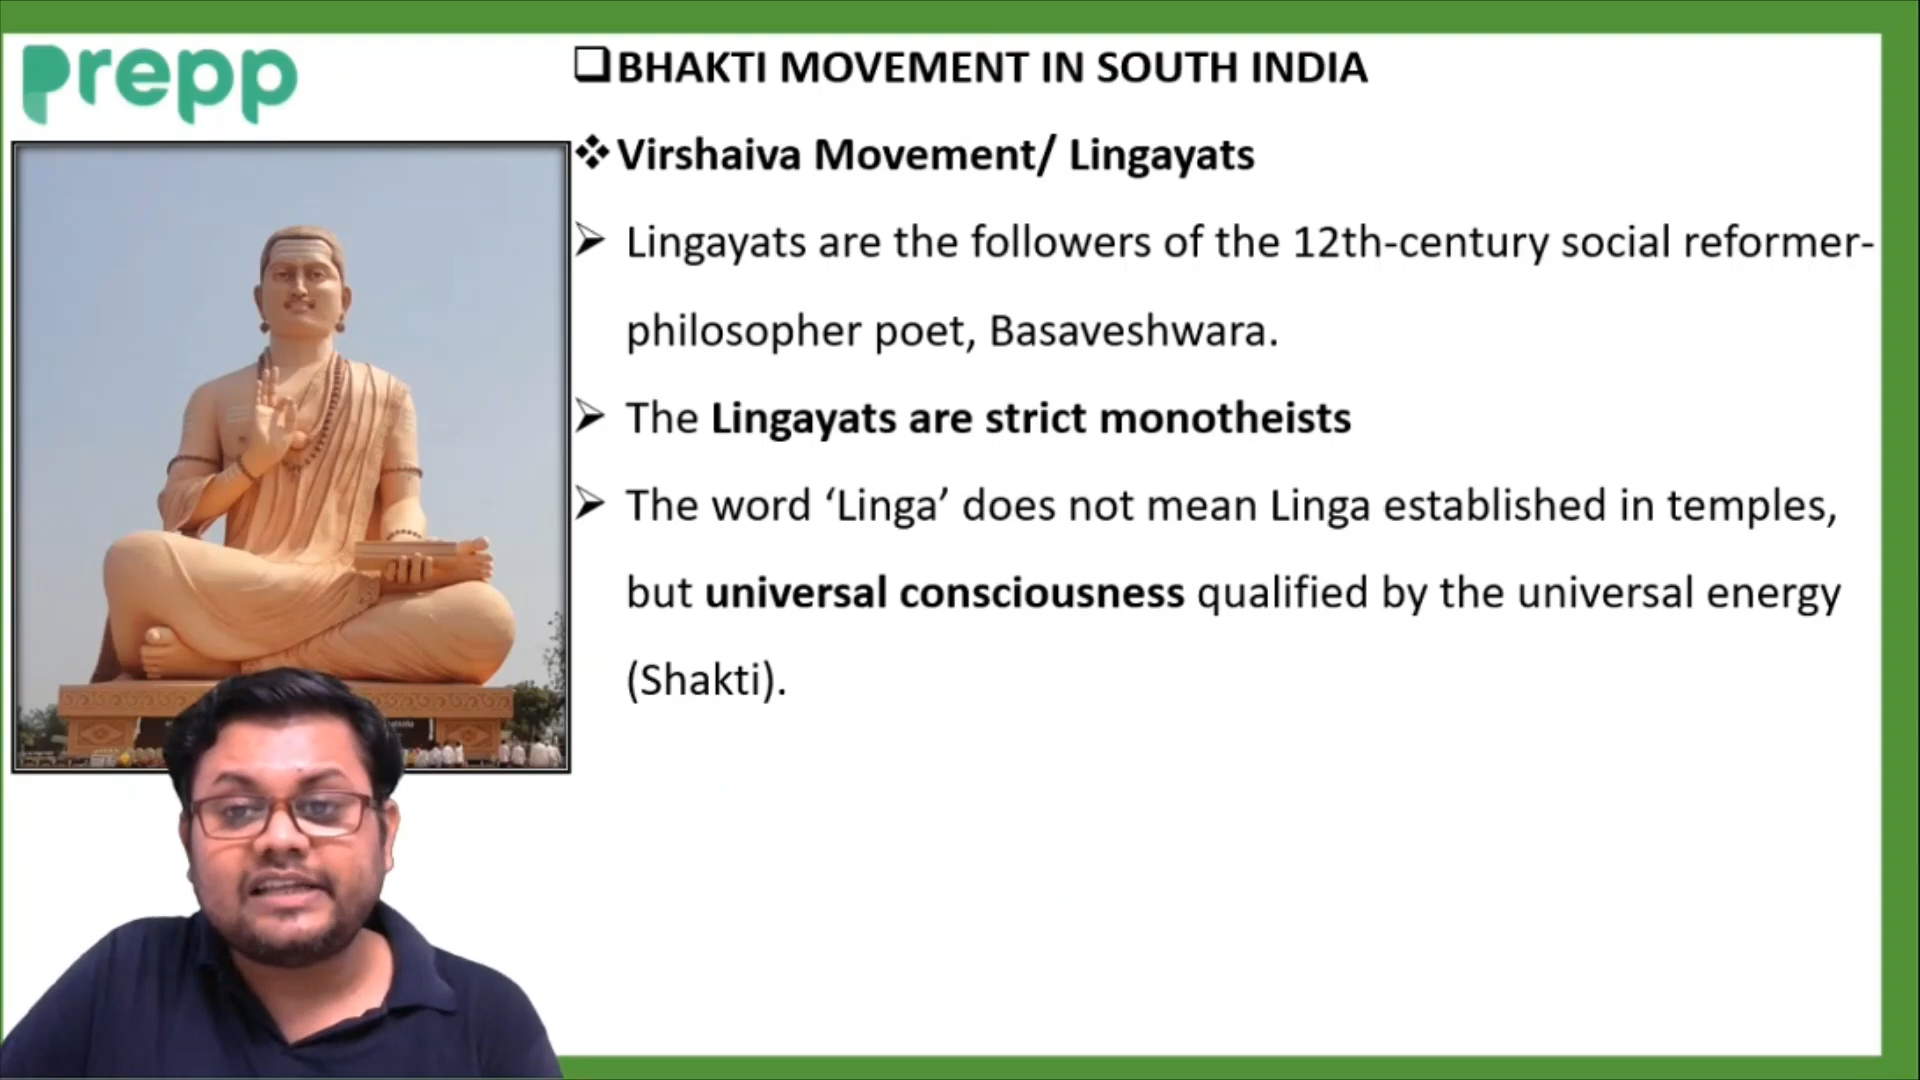 prepp
❑BHAKTI MOVEMENT IN SOUTH INDIA
❖Virshaiva Movement/ Lingayats
➢ Lingayats are the followers of the 12th-century social reformer-
philosopher poet, Basaveshwara.
➢ The Lingayats are strict monotheists
➢ The word ‘Linga’ does not mean Linga established in temples,
but universal consciousness qualified by the universal energy
(Shakti).